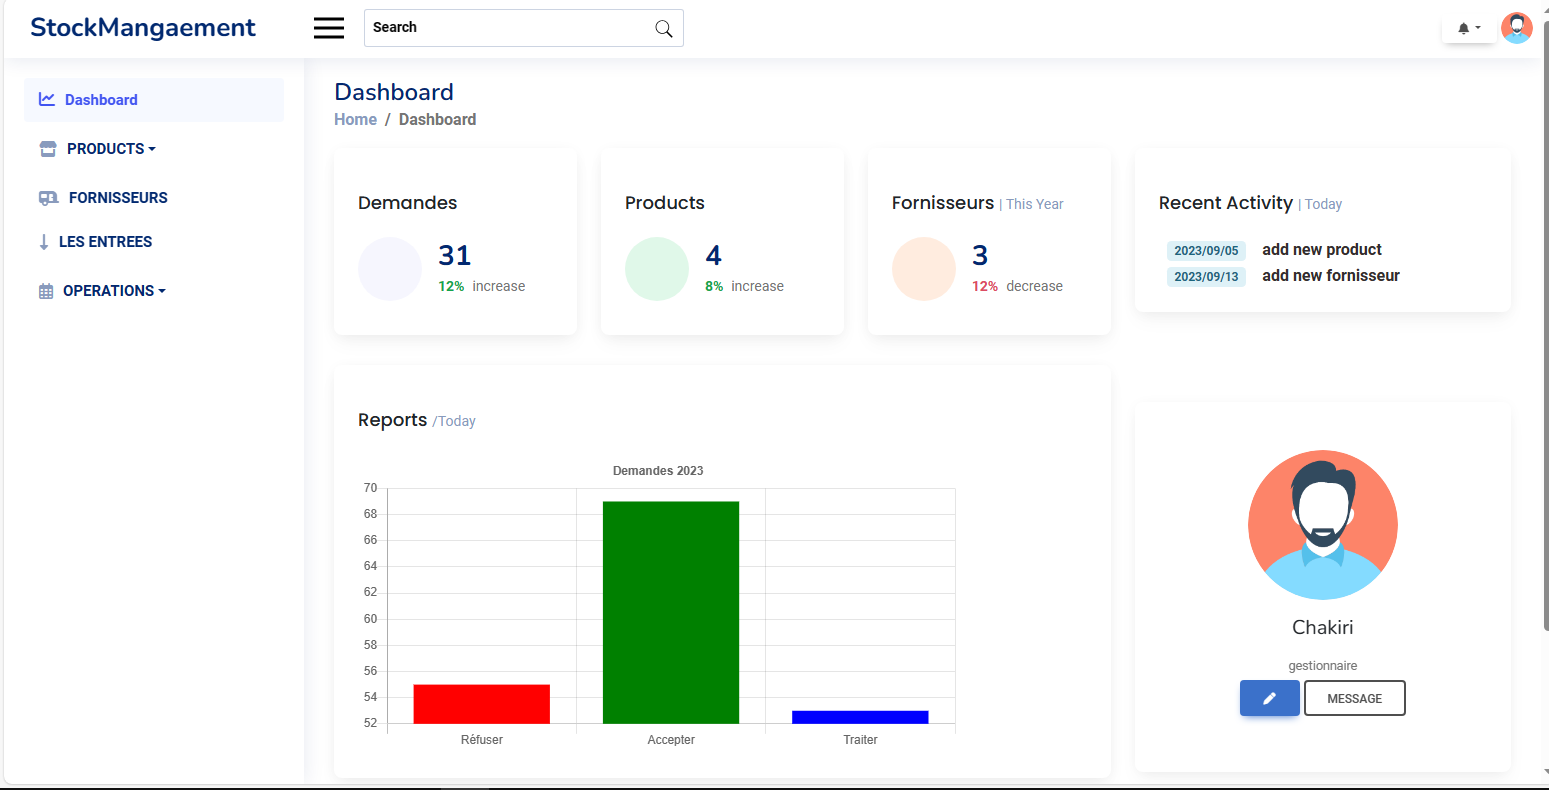 StockMangaement
Search
Dashboard
PRODUCTS
FORNISSEURS
LES ENTREES
OPERATIONS
Dashboard
Home / Dashboard
Demandes
31
12% increase
Products
4
8% increase
Fornisseurs | This Year
3
12% decrease
Recent Activity | Today
2023/09/05 add new product
2023/09/13 add new fornisseur
Reports /Today
Demandes 2023
70
68
66
64
62
60
58
56
54
52
Réfuser Accepter Traiter
Chakiri
gestionnaire
MESSAGE